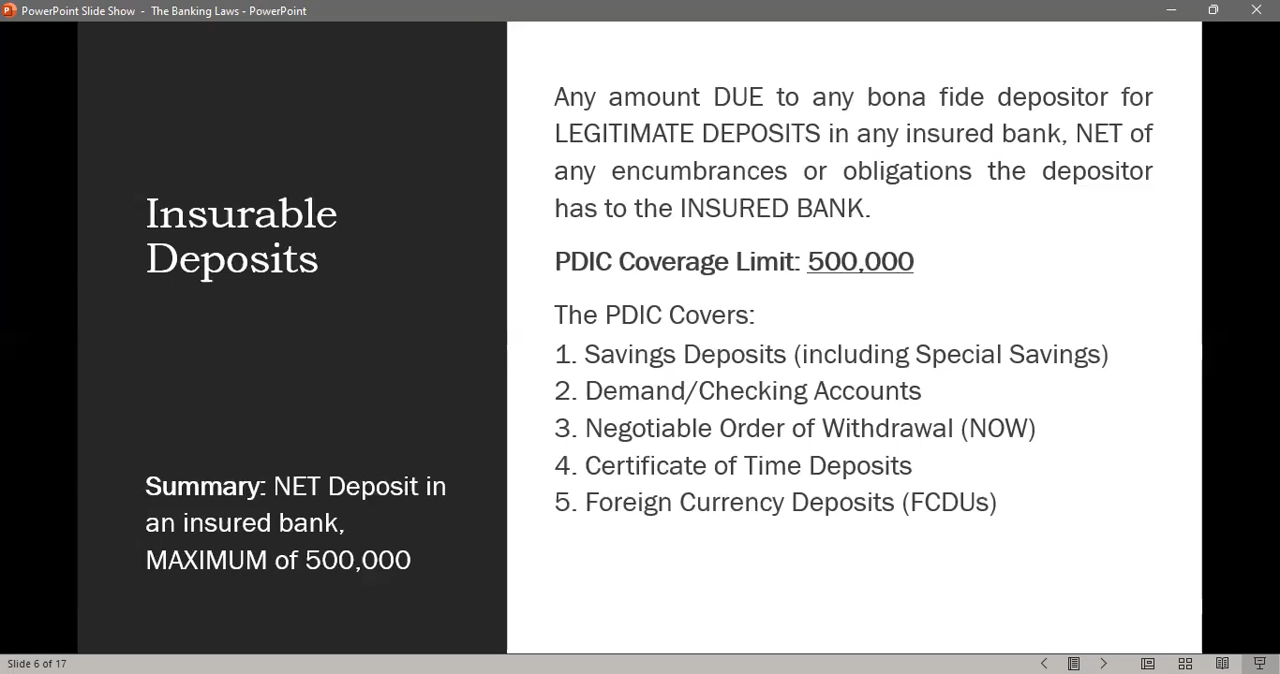 PowerPoint Slide Show - The Banking Laws - PowerPoint
Insurable
Deposits
Summary: NET Deposit in
an insured bank,
MAXIMUM of 500,000
Any amount DUE to any bona fide depositor for
LEGITIMATE DEPOSITS in any insured bank, NET of
any encumbrances or obligations the depositor
has to the INSURED BANK.
PDIC Coverage Limit: 500,000
The PDIC Covers:
1. Savings Deposits (including Special Savings)
2. Demand/Checking Accounts
3. Negotiable Order of Withdrawal (NOW)
4. Certificate of Time Deposits
5. Foreign Currency Deposits (FCDUs)
Slide 6 of 17